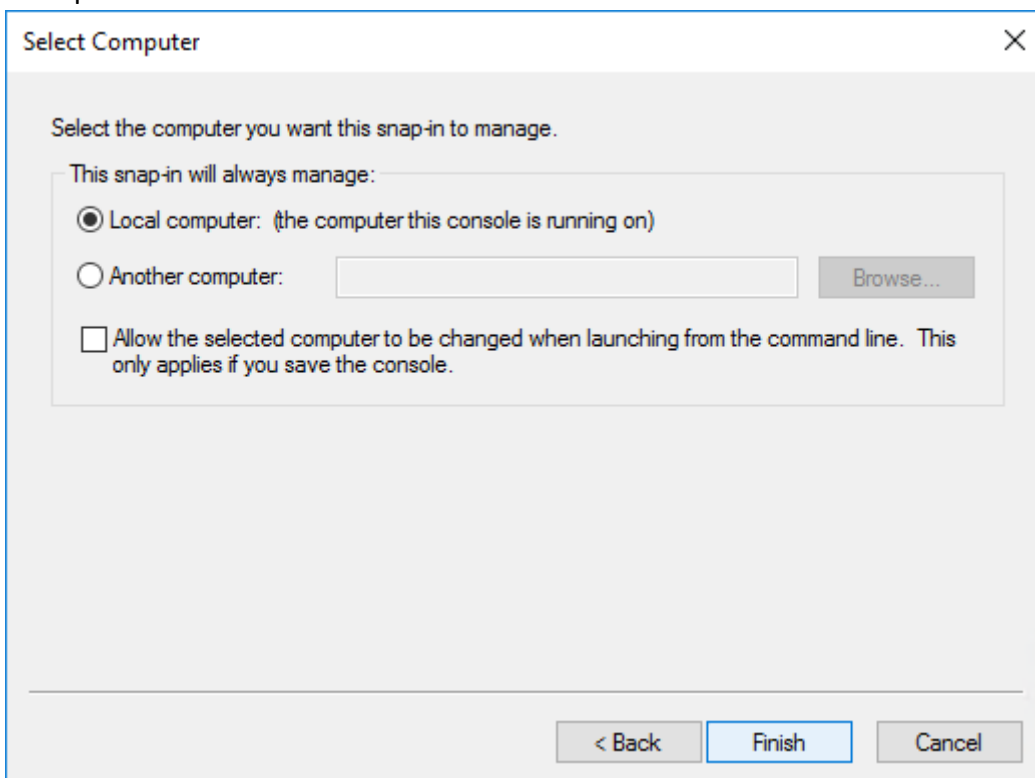 Select Computer
Select the computer you want this snap-in to manage.
This snap-in will always manage:
Local computer: (the computer this console is running on)
Another computer:
Browse...
Allow the selected computer to be changed when launching from the command line. This
only applies if you save the console.
< Back
Finish
Cancel